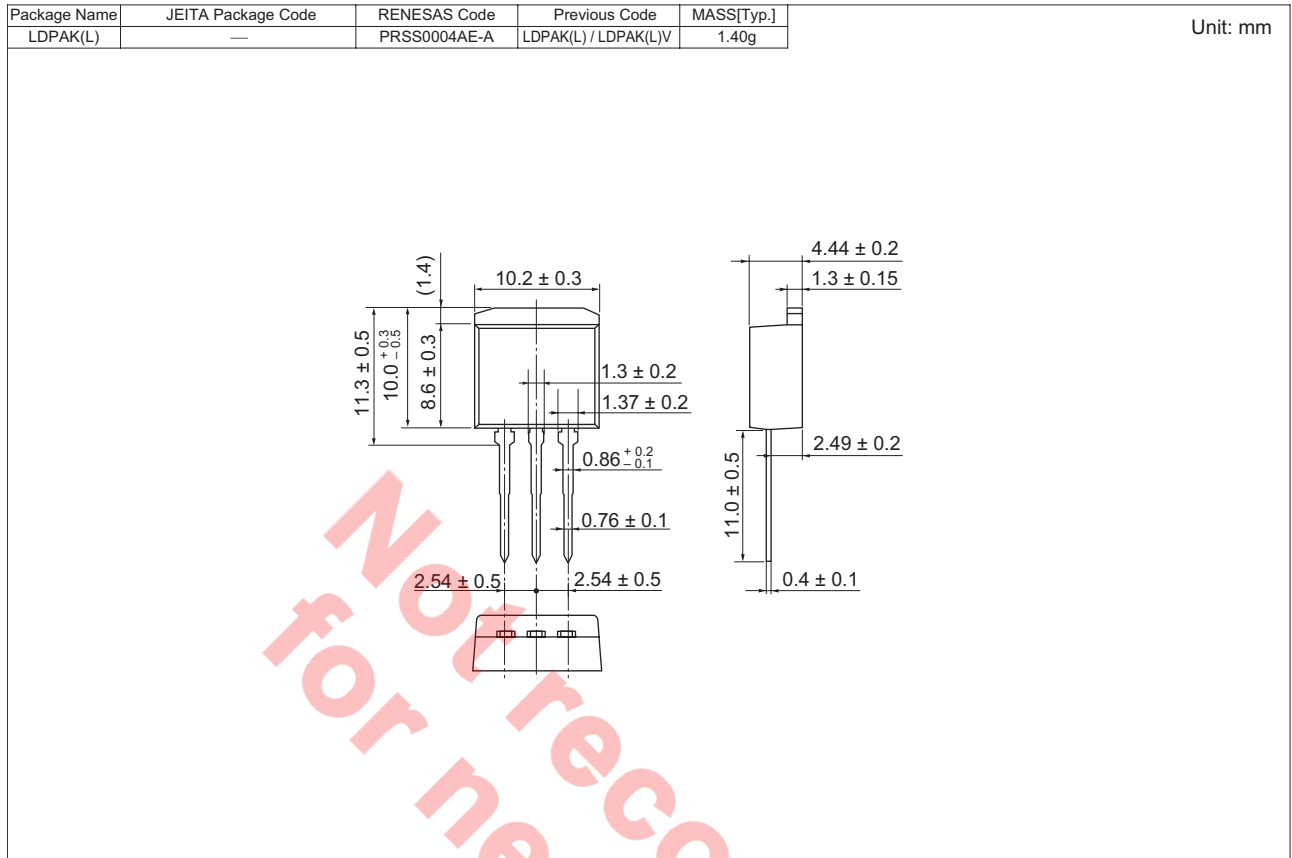 Package Name JEITA Package Code RENESAS Code Previous Code MASS[Typ.]
LDPAK(L) — PRSS0004AE-A LDPAK(L) / LDPAK(L)V 1.40g
Unit: mm
4.44 ± 0.2
(1.4)
10.2 ± 0.3
1.3 ± 0.15
11.3 ± 0.5
10.0 + 0.3 – 0.5
8.6 ± 0.3
1.3 ± 0.2
1.37 ± 0.2
2.49 ± 0.2
0.86 + 0.2 – 0.1
11.0 ± 0.5
0.76 ± 0.1
2.54 ± 0.5 2.54 ± 0.5
0.4 ± 0.1
Not reco
for ne